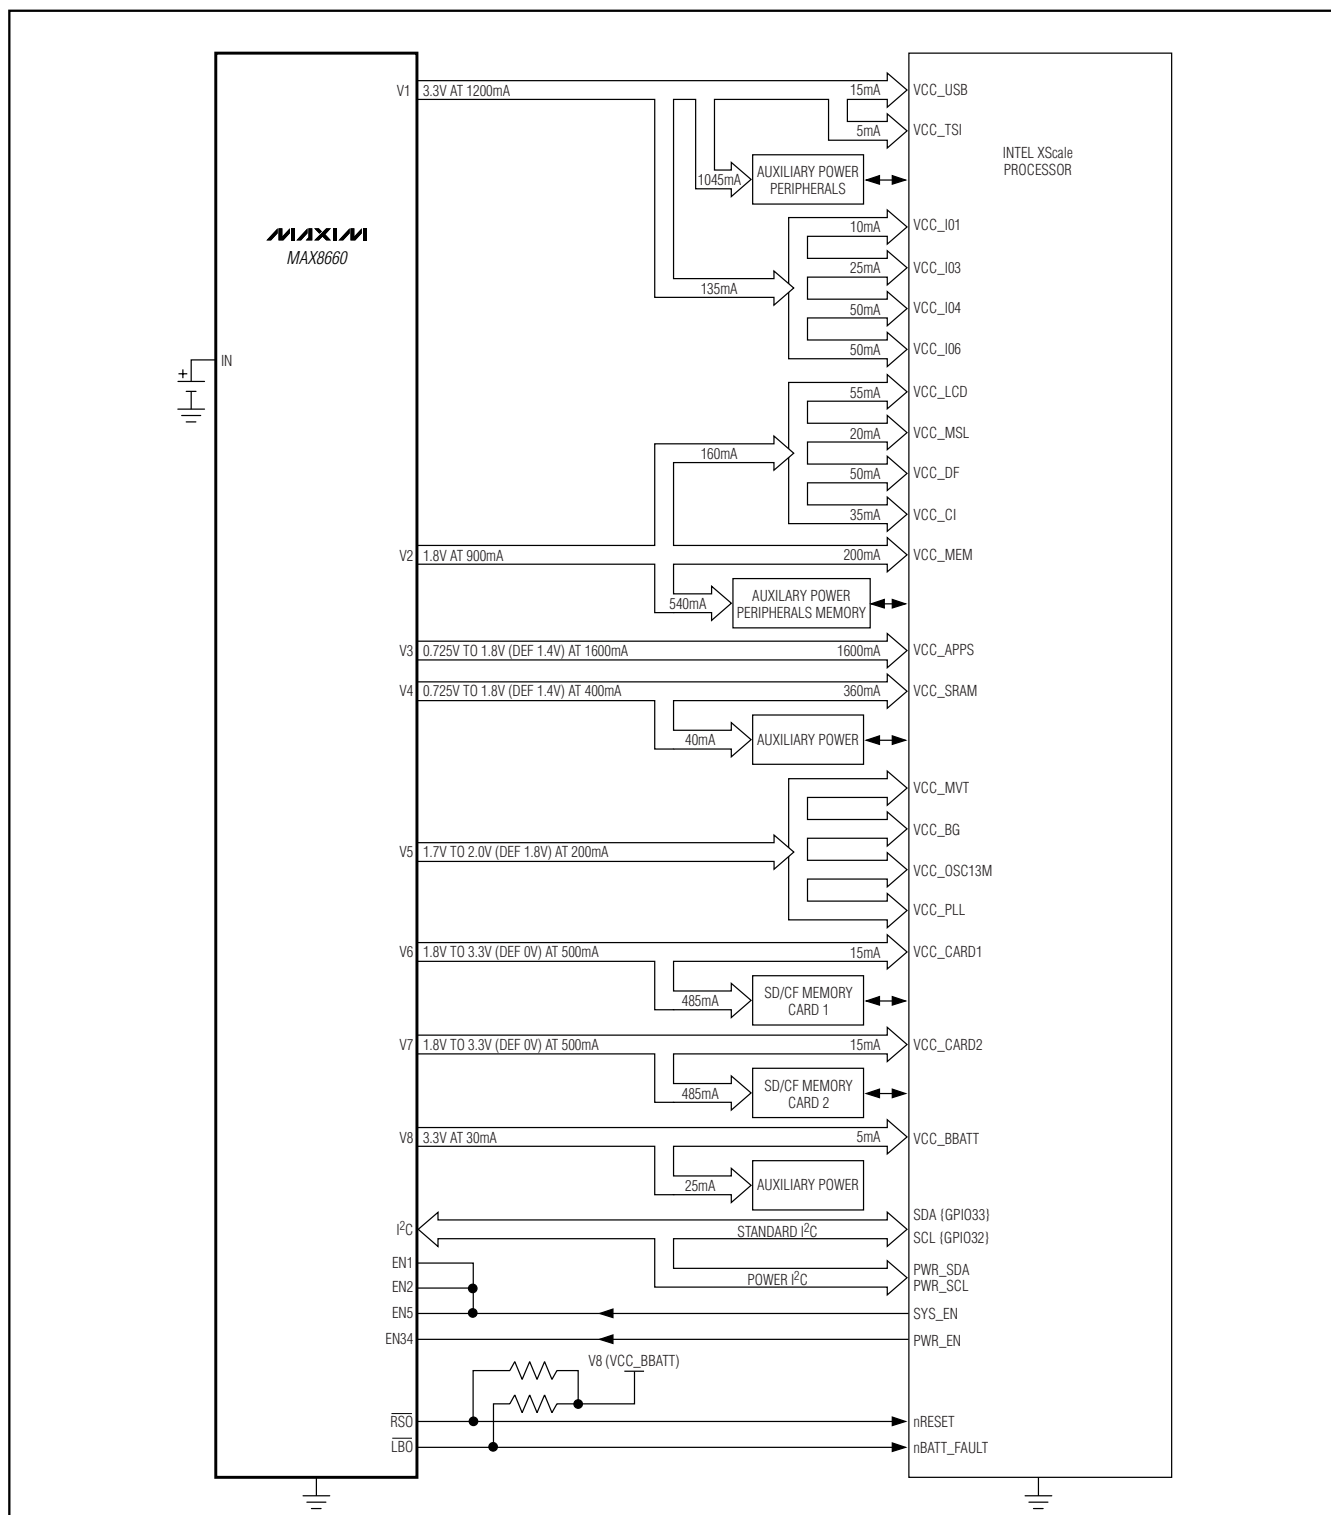 V1 3.3V AT 1200mA 15mA VCC_USB
5mA VCC_TSI
INTEL XScale
PROCESSOR
1045mA
AUXILIARY POWER
PERIPHERALS
MAXIM
MAX8660
10mA VCC_I01
25mA VCC_I03
135mA
50mA VCC_I04
50mA VCC_I06
IN
+
55mA VCC_LCD
20mA VCC_MSL
160mA
50mA VCC_DF
35mA VCC_CI
V2 1.8V AT 900mA 200mA VCC_MEM
540mA
AUXILARY POWER
PERIPHERALS MEMORY
V3 0.725V TO 1.8V (DEF 1.4V) AT 1600mA 1600mA VCC_APPS
V4 0.725V TO 1.8V (DEF 1.4V) AT 400mA 360mA VCC_SRAM
40mA AUXILIARY POWER
VCC_MVT
VCC_BG
V5 1.7V TO 2.0V (DEF 1.8V) AT 200mA
VCC_OSC13M
VCC_PLL
V6 1.8V TO 3.3V (DEF 0V) AT 500mA 15mA VCC_CARD1
485mA
SD/CF MEMORY
CARD 1
V7 1.8V TO 3.3V (DEF 0V) AT 500mA 15mA VCC_CARD2
485mA
SD/CF MEMORY
CARD 2
V8 3.3V AT 30mA 5mA VCC_BBATT
25mA AUXILIARY POWER
I²C STANDARD I²C
SDA {GPIO33}
SCL {GPIO32}
EN1
POWER I²C
PWR_SDA
PWR_SCL
EN2
EN5 SYS_EN
EN34 PWR_EN
V8 (VCC_BBATT)
RSO nRESET
LBO nBATT_FAULT